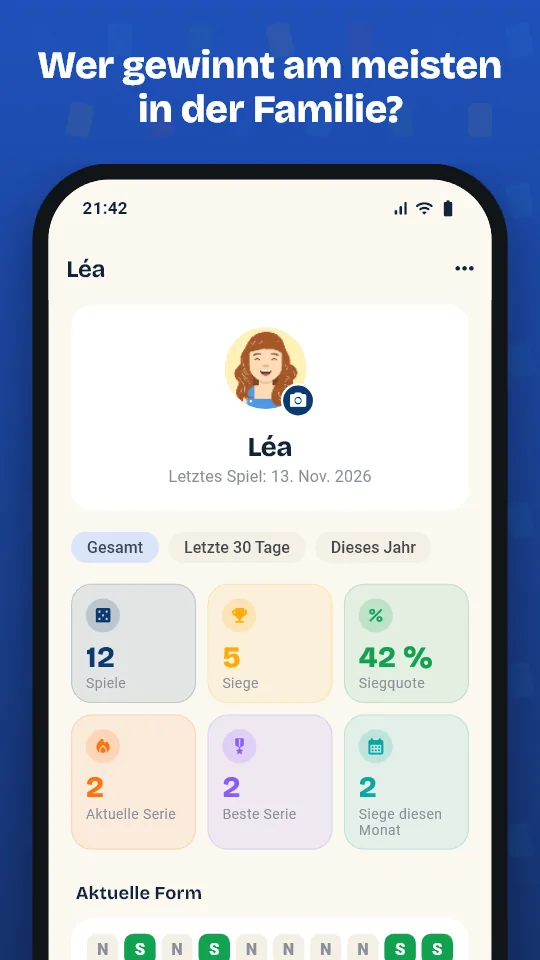 Wer gewinnt am meisten
in der Familie?
21:42
Léa
Léa
Letztes Spiel: 13. Nov. 2026
Gesamt
Letzte 30 Tage
Dieses Jahr
12
Spiele
5
Siege
42 %
Siegquote
2
Aktuelle Serie
2
Beste Serie
2
Siege diesen
Monat
Aktuelle Form
N S N S N N N N S S